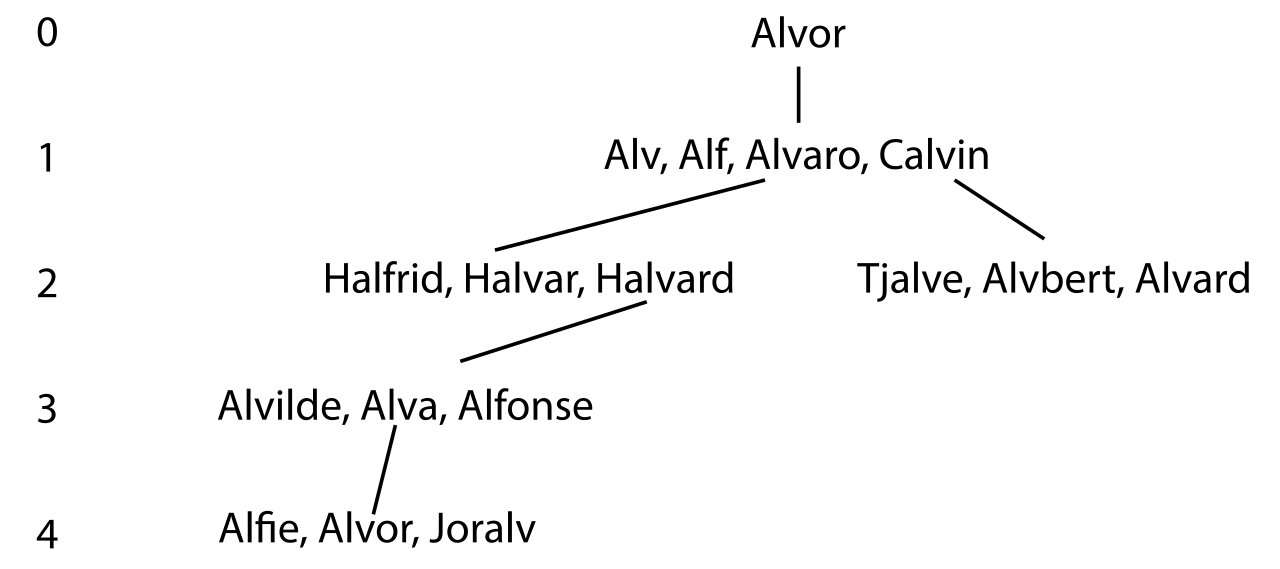 0 Alvor
1 Alv, Alf, Alvaro, Calvin
2 Halfrid, Halvar, Halvard Tjalve, Alvbert, Alvard
3 Alvilde, Alva, Alfonse
4 Alfie, Alvor, Joralv